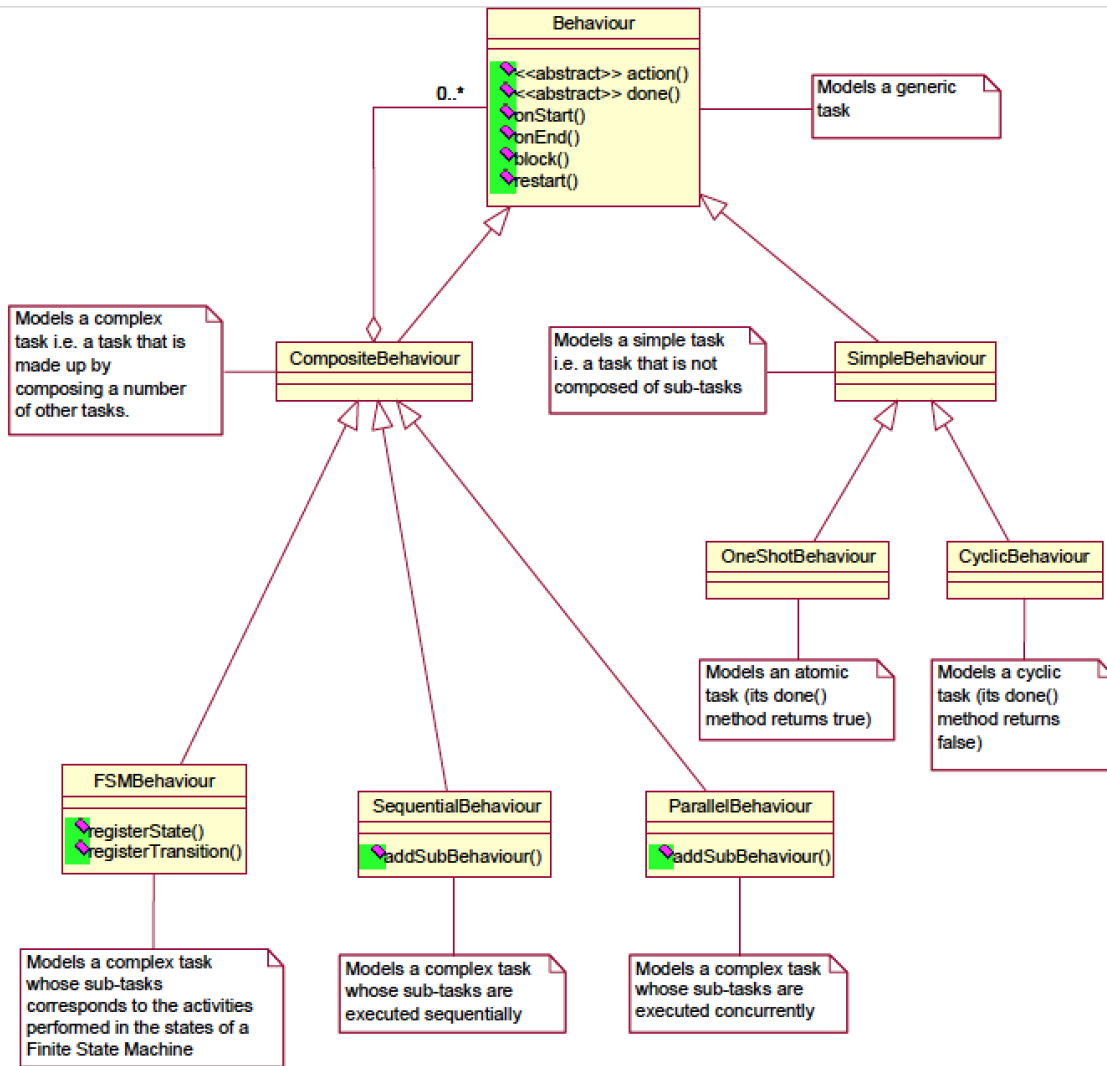 Behaviour
<<abstract>> action()
<<abstract>> done()
onStart()
onEnd()
block()
restart()
0..*
Models a generic
task
Models a complex
task i.e. a task that is
made up by
composing a number
of other tasks.
CompositeBehaviour
Models a simple task
i.e. a task that is not
composed of sub-tasks
SimpleBehaviour
OneShotBehaviour
CyclicBehaviour
Models an atomic
task (its done()
method returns true)
Models a cyclic
task (its done()
method returns
false)
FSMBehaviour
registerState()
registerTransition()
SequentialBehaviour
addSubBehaviour()
ParallelBehaviour
addSubBehaviour()
Models a complex task
whose sub-tasks
corresponds to the activities
performed in the states of a
Finite State Machine
Models a complex task
whose sub-tasks are
executed sequentially
Models a complex task
whose sub-tasks are
executed concurrently